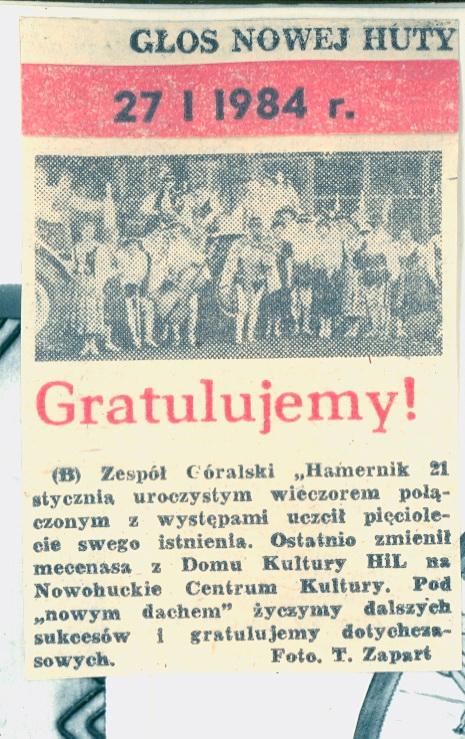 GŁOS NOWEJ HUTY
27 I 1984 r.
Gratulujemy!
(B) Zespół Góralski „Hamernik 21
stycznia uroczystym wieczorem połą-
czonym z występami uczcił pięciole-
cie swego istnienia. Ostatnio zmienił
mecenasa z Domu Kultury HiL na
Nowohuckie Centrum Kultury. Pod
„nowym dachem” życzymy dalszych
sukcesów i gratulujemy dotychcza-
sowych. Foto. T. Zapart